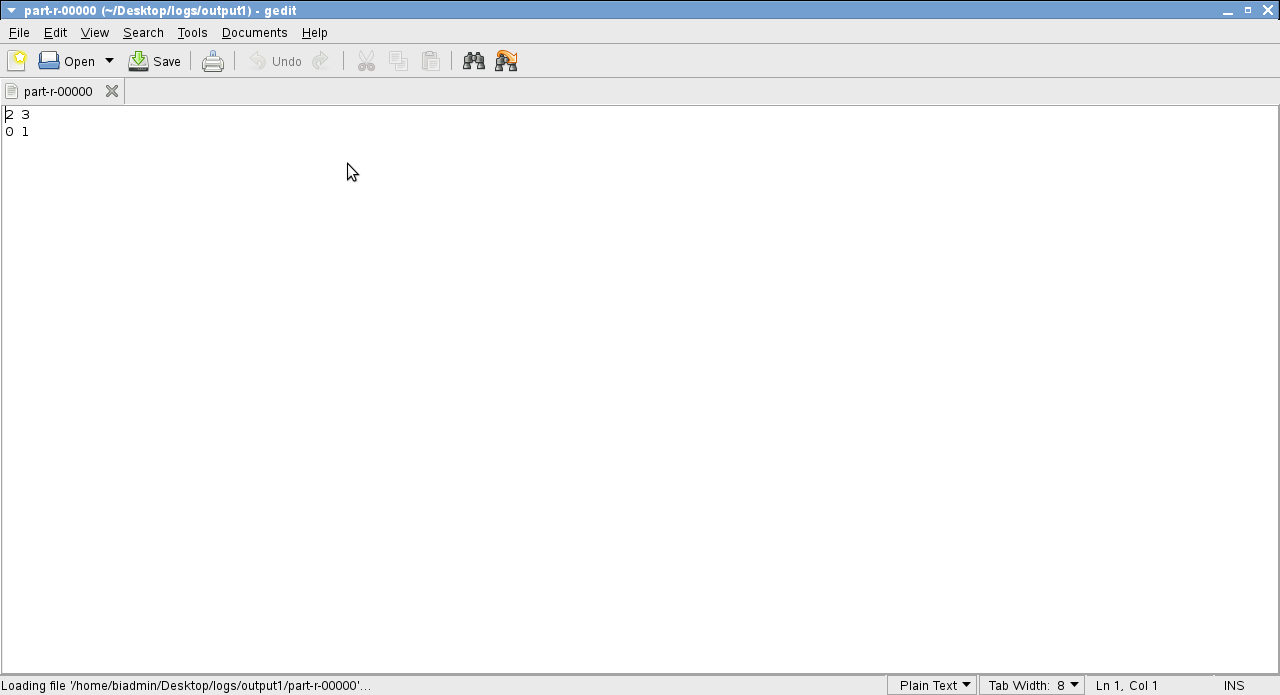 part-r-00000 (~/Desktop/logs/output1) - gedit
File Edit View Search Tools Documents Help
Open Save Undo
part-r-00000
2 3
0 1
Loading file '/home/biadmin/Desktop/logs/output1/part-r-00000'... Plain Text Tab Width: 8 Ln 1, Col 1 INS